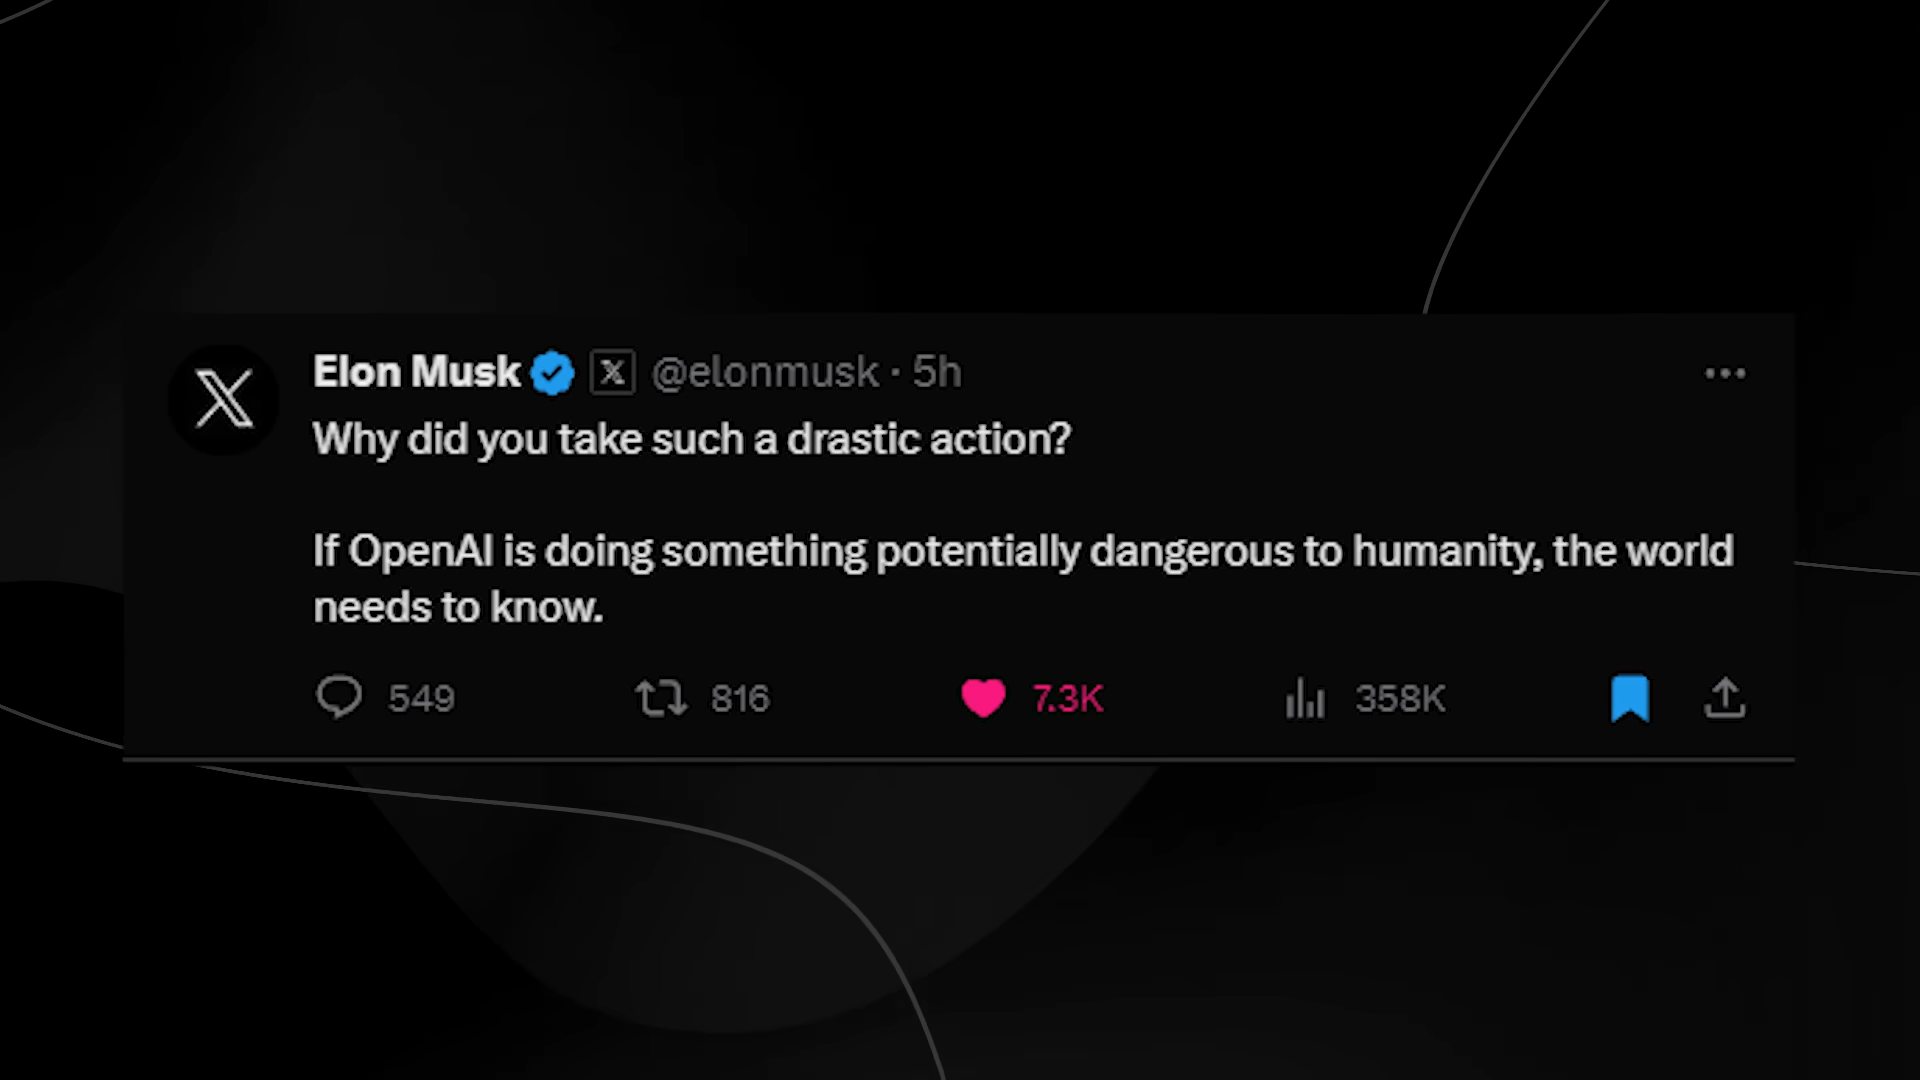 Elon Musk @elonmusk · 5h
Why did you take such a drastic action?
If OpenAI is doing something potentially dangerous to humanity, the world
needs to know.
549 816 7.3K 358K